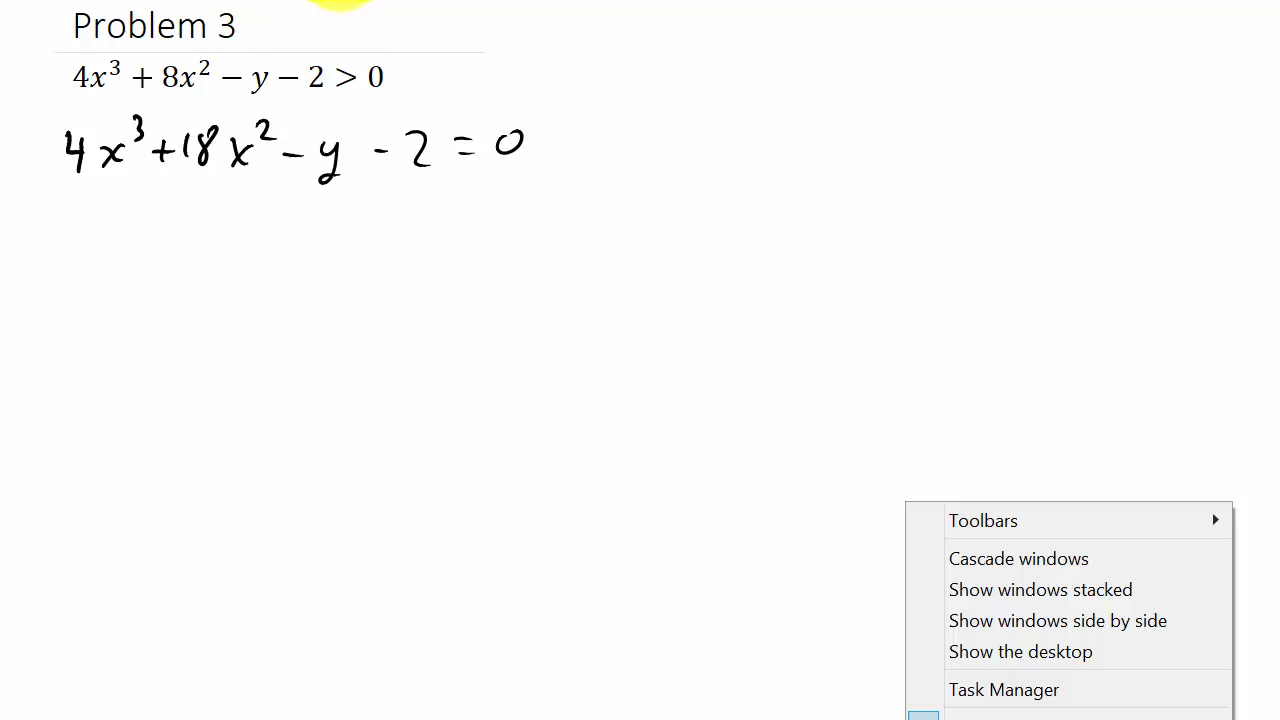 Problem 3
4x³ + 8x² − y − 2 > 0
4x³+18x² − y - 2 = 0
Toolbars
Cascade windows
Show windows stacked
Show windows side by side
Show the desktop
Task Manager